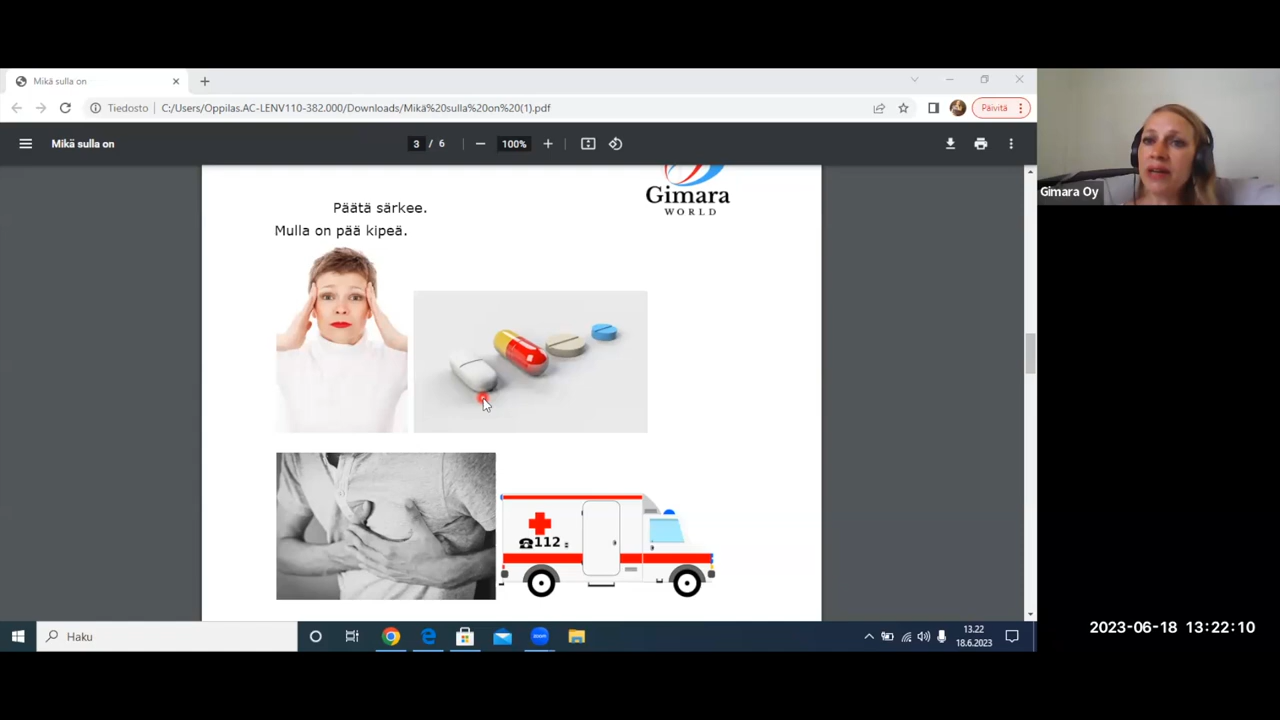 Mikä sulla on
Tiedosto
C:/Users/Oppilas.AC-LENV110-382.000/Downloads/Mikä%20sulla%20on%20(1).pdf
Päivitä
Mikä sulla on
3 / 6
100%
Gimara
WORLD
Päätä särkee.
Mulla on pää kipeä.
112
Gimara Oy
Haku
zoom
13.22
18.6.2023
2023-06-18 13:22:10